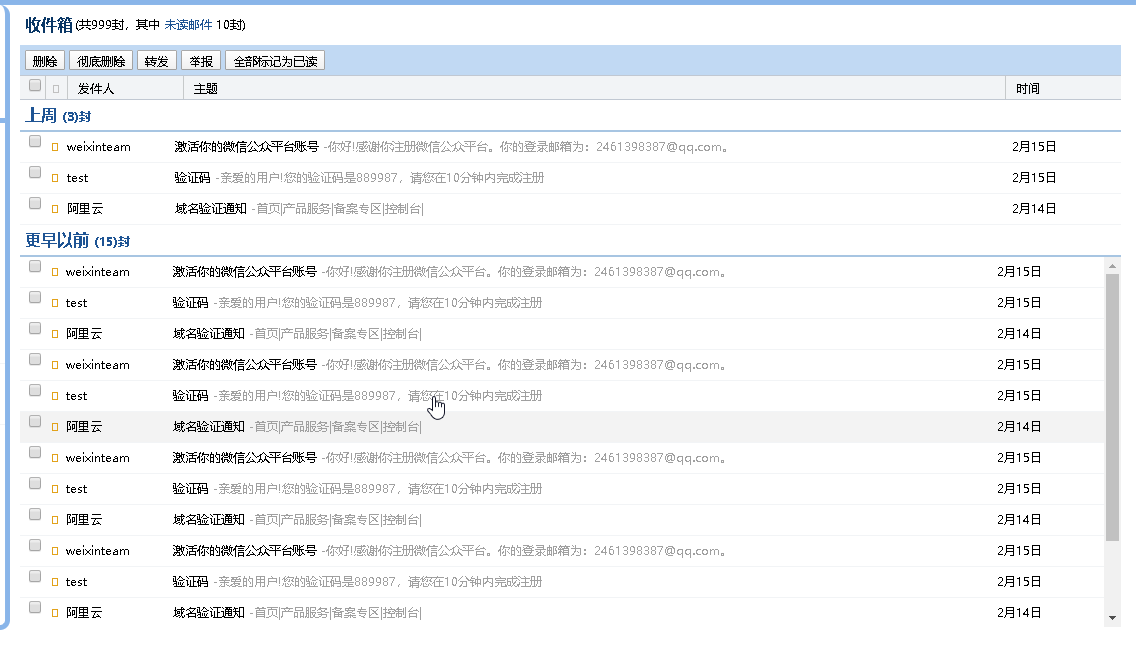 收件箱(共999封，其中 未读邮件 10封)
删除 彻底删除 转发 举报 全部标记为已读
发件人 主题 时间
上周 (3)封
weixinteam 激活你的微信公众平台账号 -你好!感谢你注册微信公众平台。你的登录邮箱为：2461398387@qq.com。 2月15日
test 验证码 -亲爱的用户!您的验证码是889987，请您在10分钟内完成注册 2月15日
阿里云 域名验证通知 -首页|产品服务|备案专区|控制台| 2月14日
更早以前 (15)封
weixinteam 激活你的微信公众平台账号 -你好!感谢你注册微信公众平台。你的登录邮箱为：2461398387@qq.com。 2月15日
test 验证码 -亲爱的用户!您的验证码是889987，请您在10分钟内完成注册 2月15日
阿里云 域名验证通知 -首页|产品服务|备案专区|控制台| 2月14日
weixinteam 激活你的微信公众平台账号 -你好!感谢你注册微信公众平台。你的登录邮箱为：2461398387@qq.com。 2月15日
test 验证码 -亲爱的用户!您的验证码是889987，请您在10分钟内完成注册 2月15日
阿里云 域名验证通知 -首页|产品服务|备案专区|控制台| 2月14日
weixinteam 激活你的微信公众平台账号 -你好!感谢你注册微信公众平台。你的登录邮箱为：2461398387@qq.com。 2月15日
test 验证码 -亲爱的用户!您的验证码是889987，请您在10分钟内完成注册 2月15日
阿里云 域名验证通知 -首页|产品服务|备案专区|控制台| 2月14日
weixinteam 激活你的微信公众平台账号 -你好!感谢你注册微信公众平台。你的登录邮箱为：2461398387@qq.com。 2月15日
test 验证码 -亲爱的用户!您的验证码是889987，请您在10分钟内完成注册 2月15日
阿里云 域名验证通知 -首页|产品服务|备案专区|控制台| 2月14日